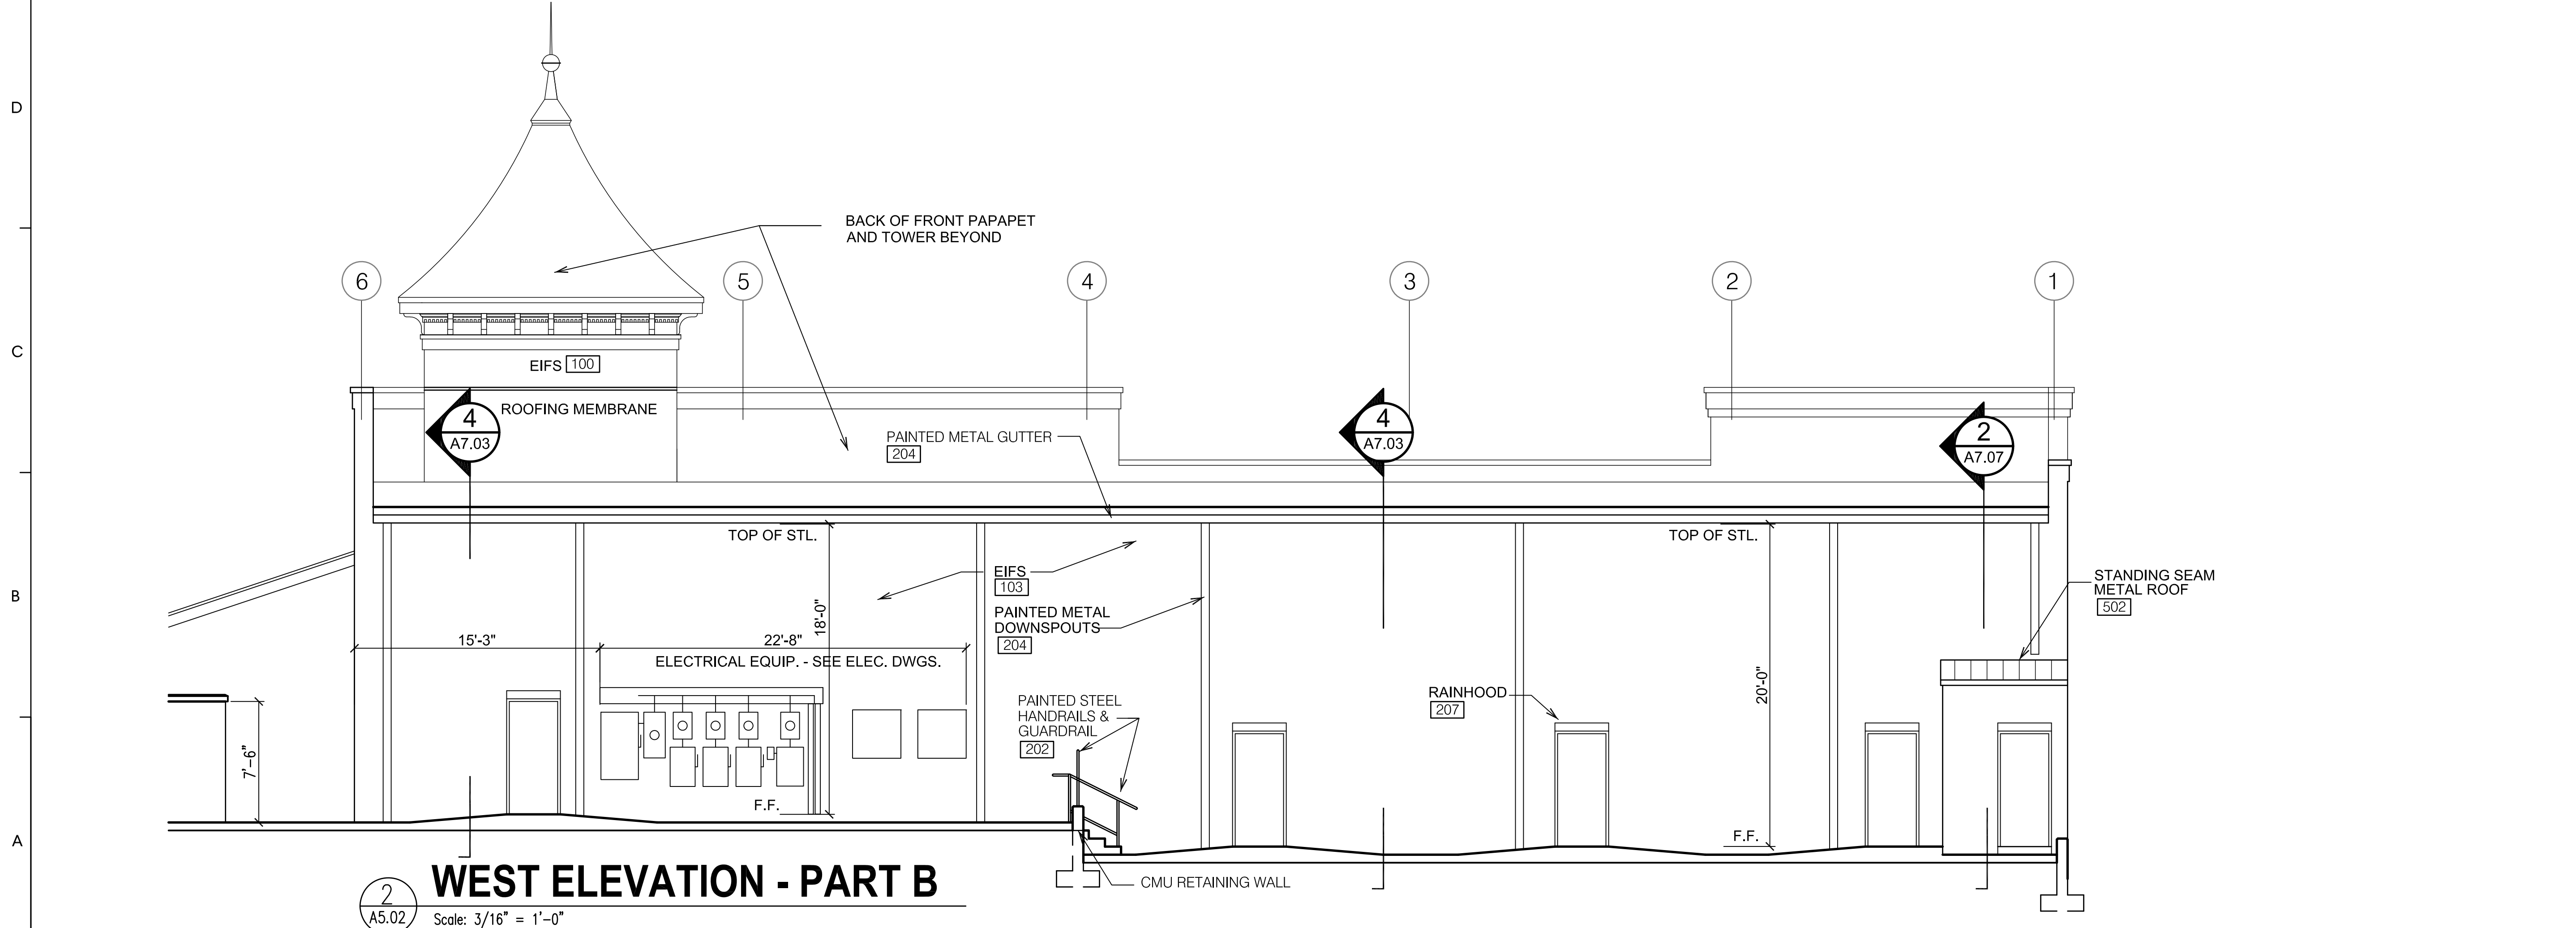 D
BACK OF FRONT PAPAPET
AND TOWER BEYOND
6
5
4
3
2
1
C
EIFS 100
4
A7.03
ROOFING MEMBRANE
PAINTED METAL GUTTER
204
4
A7.03
2
A7.07
TOP OF STL.
TOP OF STL.
B
EIFS
103
STANDING SEAM
METAL ROOF
502
PAINTED METAL
DOWNSPOUTS
204
15'-3"
22'-8"
18'-0"
ELECTRICAL EQUIP. - SEE ELEC. DWGS.
20'-0"
PAINTED STEEL
HANDRAILS &
GUARDRAIL
202
RAINHOOD
207
7'-6"
F.F.
F.F.
A
CMU RETAINING WALL
2
A5.02
WEST ELEVATION - PART B
Scale: 3/16" = 1'-0"